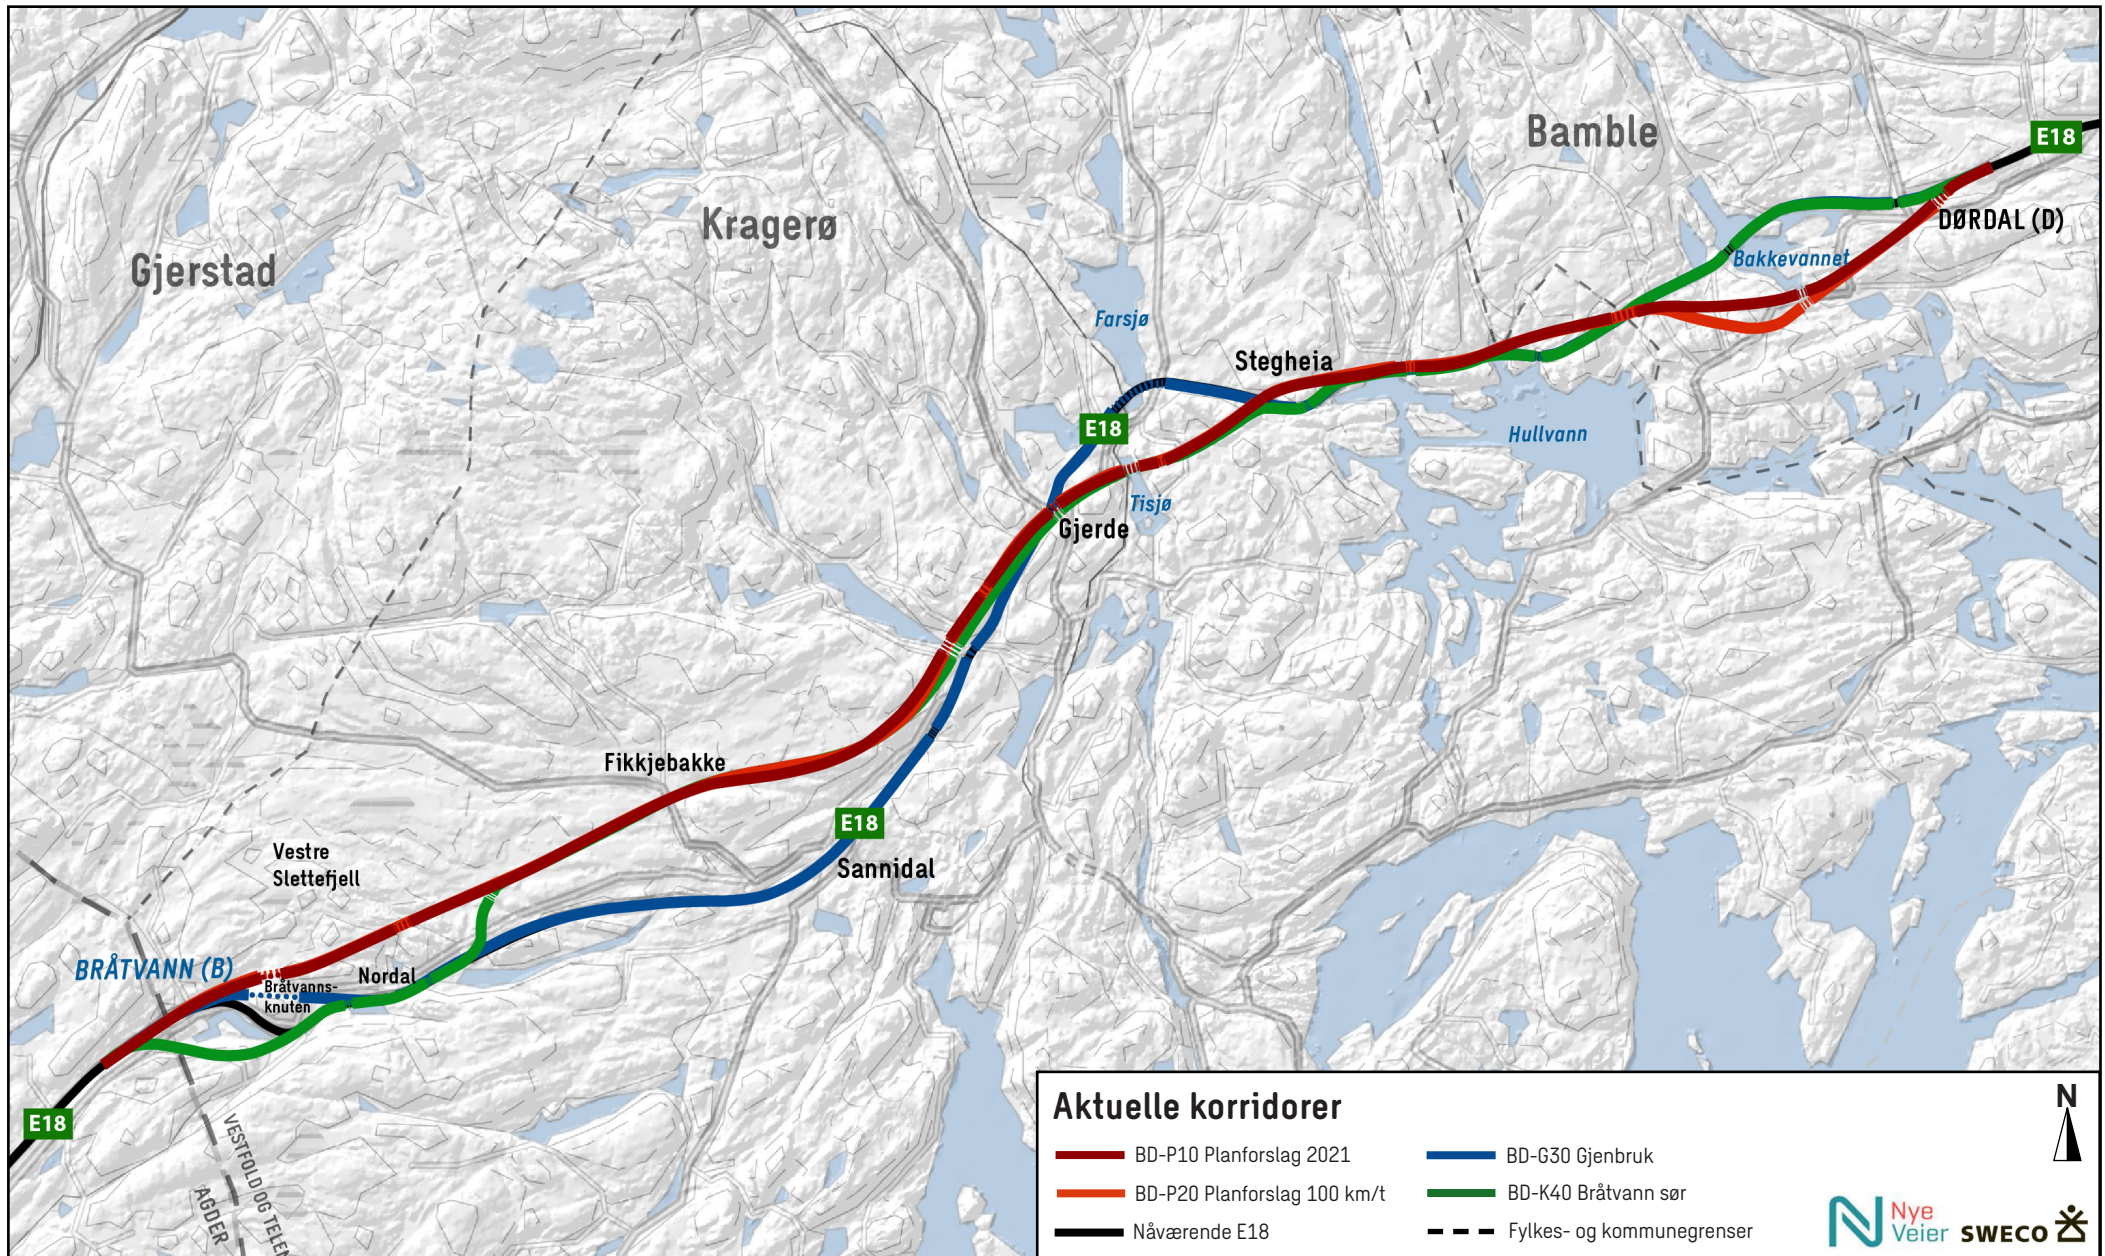 Bamble
E18
Kragerø
DØRDAL (D)
Gjerstad
Bakkevannet
Farsjø
Stegheia
E18
Hullvann
Tisjø
Gjerde
Fikkjebakke
E18
Vestre
Slettefjell
Sannidal
BRÅTVANN (B)
Nordal
Bråtvanns-
knuten
E18
VESTFOLD OG TELEM
AGDER
Aktuelle korridorer
N
BD-P10 Planforslag 2021
BD-G30 Gjenbruk
BD-P20 Planforslag 100 km/t
BD-K40 Bråtvann sør
Nåværende E18
Fylkes- og kommunegrenser
Nye
Veier
SWECO